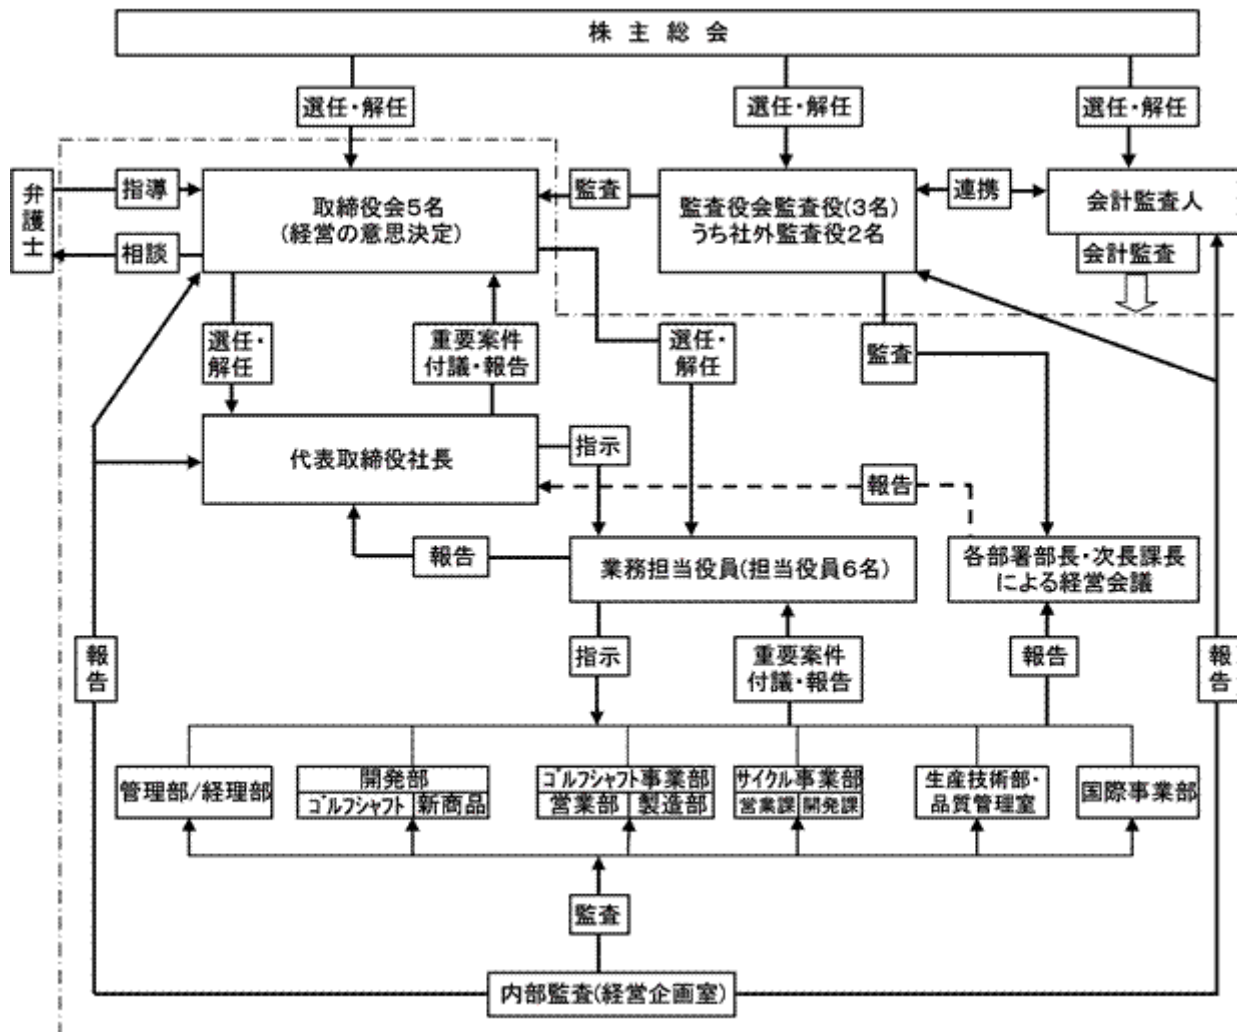 株主総会
選任・解任
選任・解任
選任・解任
弁護士
指導
相談
取締役会5名
(経営の意思決定)
監査
監査役会監査役(3名)
うち社外監査役2名
連携
会計監査人
会計監査
選任・
解任
重要案件
付議・報告
選任・
解任
監査
代表取締役社長
指示
報告
報告
業務担当役員(担当役員6名)
各部署部長・次長課長
による経営会議
報告
指示
重要案件
付議・報告
報告
報告
管理部/経理部
開発部
ゴルフシャフト
新商品
ゴルフシャフト事業部
営業部
製造部
サイクル事業部
営業課
開発課
生産技術部・
品質管理室
国際事業部
監査
内部監査(経営企画室)